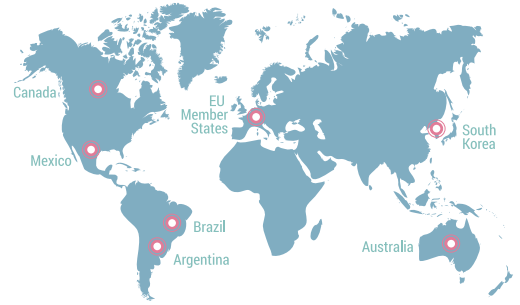 Canada
EU
Member
States
South
Korea
Mexico
Brazil
Australia
Argentina